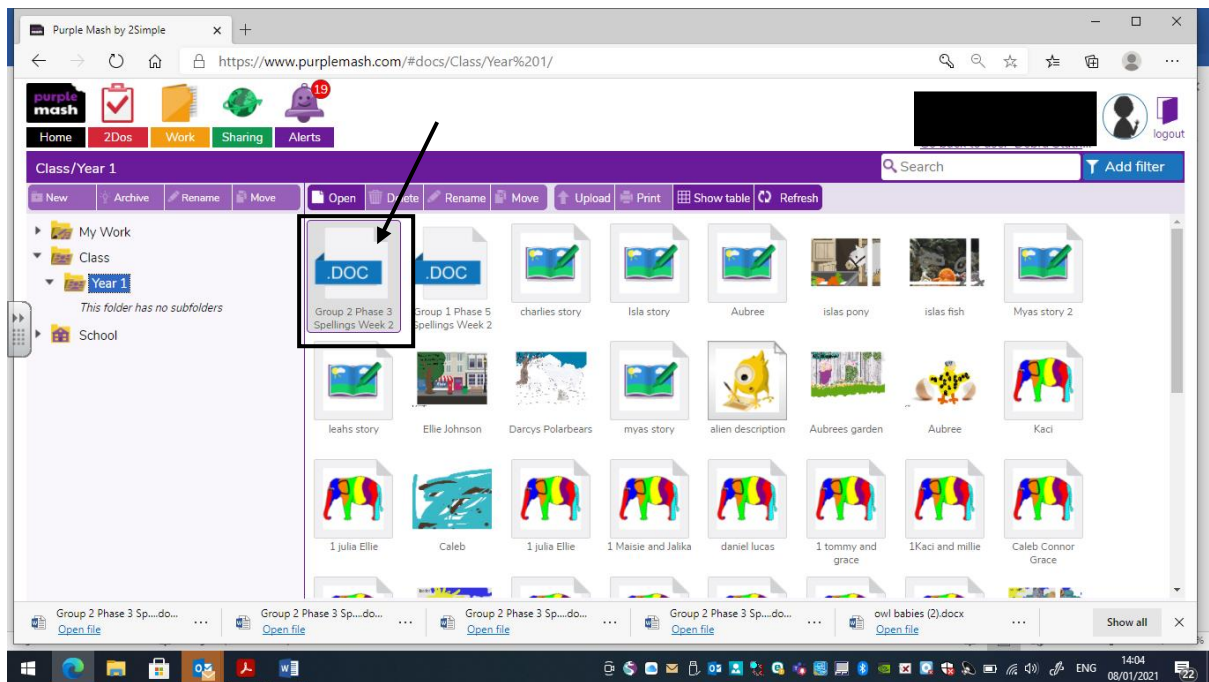 Purple Mash by 2Simple
https://www.purplemash.com/#docs/Class/Year%201/
purple
mash
19
Home 2Dos Work Sharing Alerts
logout
Class/Year 1
Search
Add filter
New Archive Rename Move Open Delete Rename Move Upload Print Show table Refresh
My Work
Class
Year 1
This folder has no subfolders
School
.DOC .DOC
Group 2 Phase 3 Group 1 Phase 5 charlies story Isla story Aubree islas pony islas fish Myas story 2
Spellings Week 2 Spellings Week 2
leahs story Ellie Johnson Darcys Polarbears myas story alien description Aubrees garden Aubree Kaci
1 julia Ellie Caleb 1 julia Ellie 1 Maisie and Jalika daniel lucas 1 tommy and 1Kaci and millie Caleb Connor
grace Grace
Group 2 Phase 3 Sp....do... Group 2 Phase 3 Sp....do... Group 2 Phase 3 Sp....do... Group 2 Phase 3 Sp....do... owl babies (2).docx
Open file Open file Open file Open file Open file
Show all
14:04
ENG
08/01/2021
22